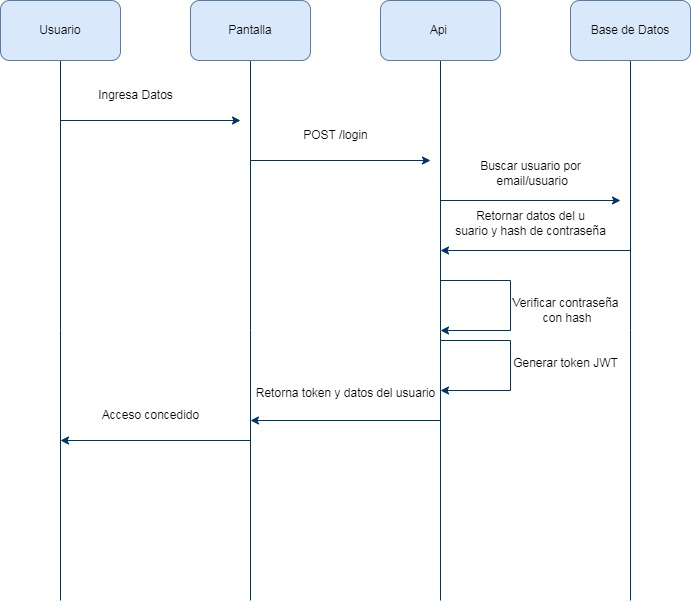 Usuario
Pantalla
Api
Base de Datos
Ingresa Datos
POST /login
Buscar usuario por
email/usuario
Retornar datos del u
suario y hash de contraseña
Verificar contraseña
con hash
Generar token JWT
Retorna token y datos del usuario
Acceso concedido